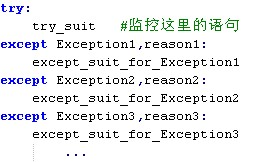 try:
    try_suit   #监控这里的语句
except Exception1,reason1:
    except_suit_for_Exception1
except Exception2,reason2:
    except_suit_for_Exception2
except Exception3,reason3:
    except_suit_for_Exception3
        ...